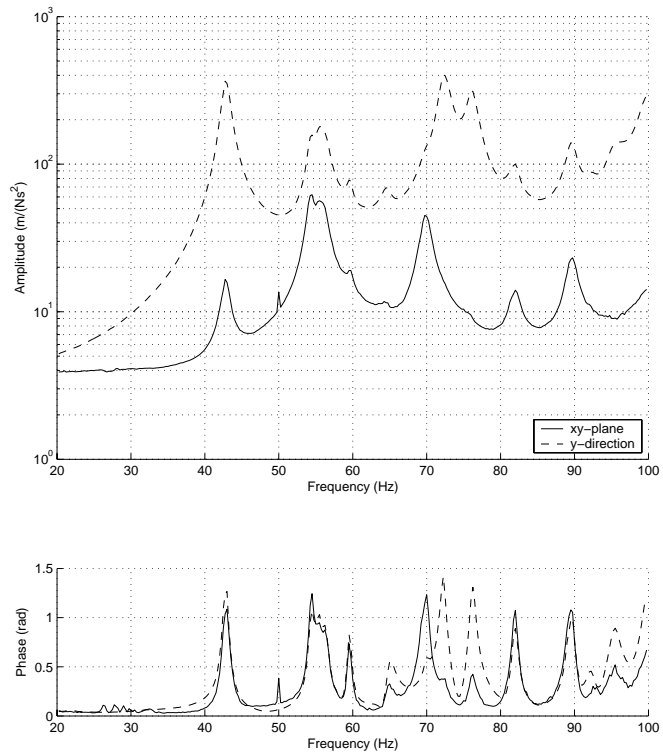 10³
10²
10¹
10⁰
Amplitude (m/(Ns²)
20 30 40 50 60 70 80 90 100
Frequency (Hz)
xy−plane
y−direction
1.5
1
0.5
0
Phase (rad)
20 30 40 50 60 70 80 90 100
Frequency (Hz)